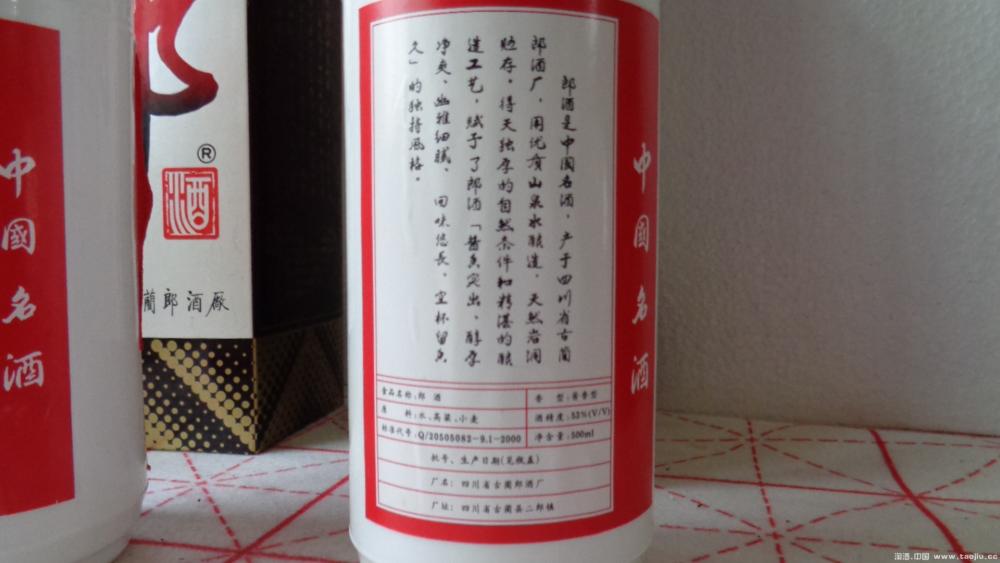 郎酒是中国名酒，产于四川省古蔺
郎酒厂，用优质山泉水酿造，天然岩洞
贮存，得天独厚的自然条件和精湛的酿
造工艺，赋予了郎酒「酱香突出、醇厚
净爽、幽雅细腻、回味悠长、空杯留香
久」的独特风格。
食品名称：郎 酒
香 型：酱香型
原 料：水、高粱、小麦
酒精度：53%(V/V)
标准代号：Q/20505082-9.1-2000
净含量：500ml
批号、生产日期(见瓶盖)
厂名：四川省古蔺郎酒厂
厂址：四川省古蔺县二郎镇
中國名酒
中國名酒
®
酒
蘭郎酒廠
淘酒.中国 www.taojiu.cc